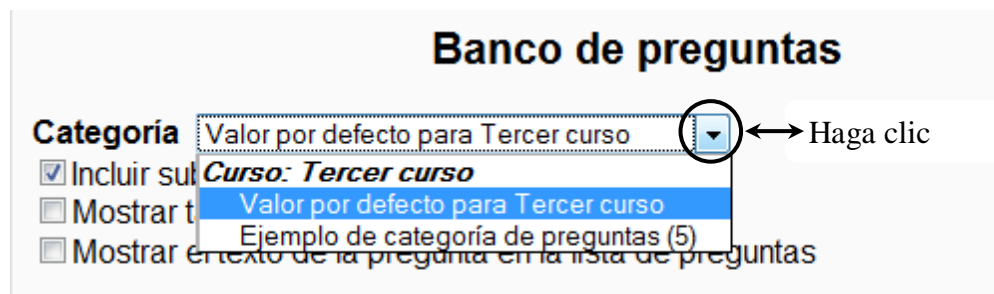 Banco de preguntas
Categoría Valor por defecto para Tercer curso Haga clic
Incluir Curso: Tercer curso
Mostrar Valor por defecto para Tercer curso
Ejemplo de categoría de preguntas (5)
Mostrar el texto de la pregunta en la lista de preguntas